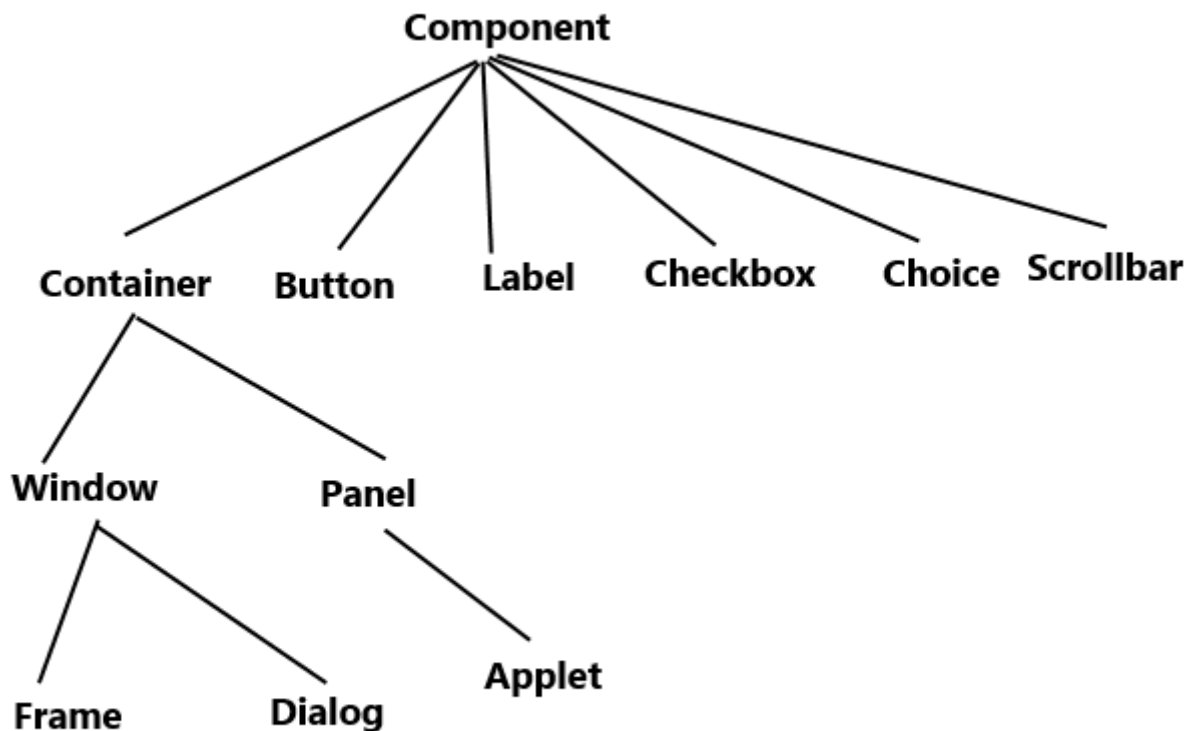 Component
Container Button Label Checkbox Choice Scrollbar
Window Panel
Applet
Frame Dialog